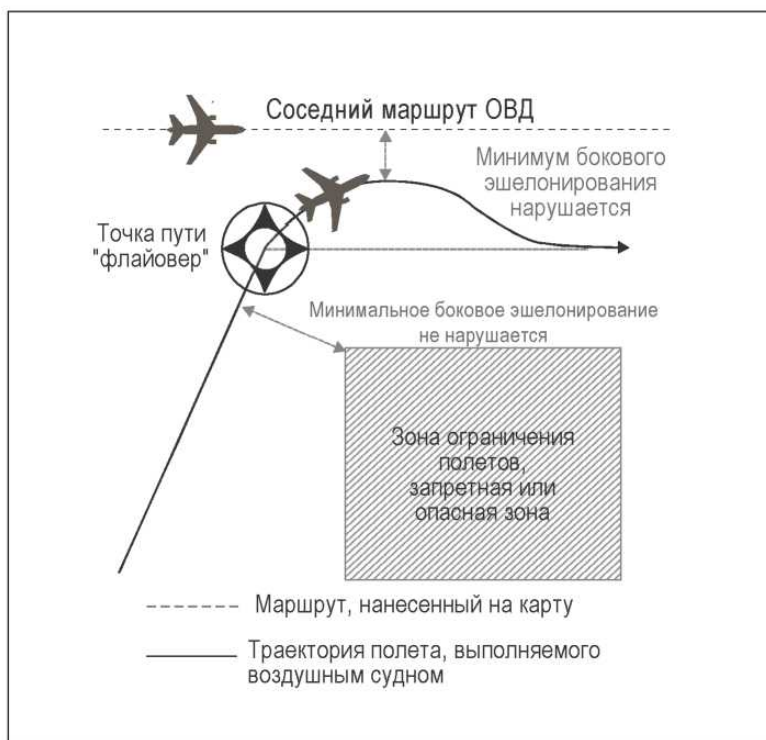 Соседний маршрут ОВД
Минимум бокового
эшелонирования
нарушается
Точка пути
"флайовер"
Минимальное боковое эшелонирование
не нарушается
Зона ограничения
полетов,
запретная или
опасная зона
Маршрут, нанесенный на карту
Траектория полета, выполняемого
воздушным судном